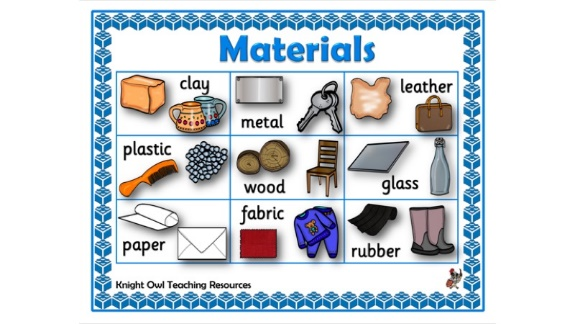 Materials
clay
metal
leather
plastic
wood
glass
paper
fabric
rubber
Knight Owl Teaching Resources